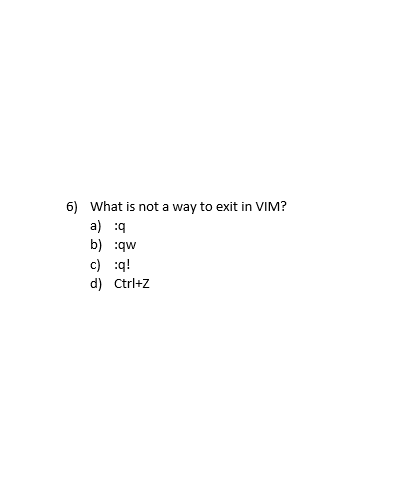 6) What is not a way to exit in VIM?
a) :q
b) :qw
c) :q!
d) Ctrl+Z